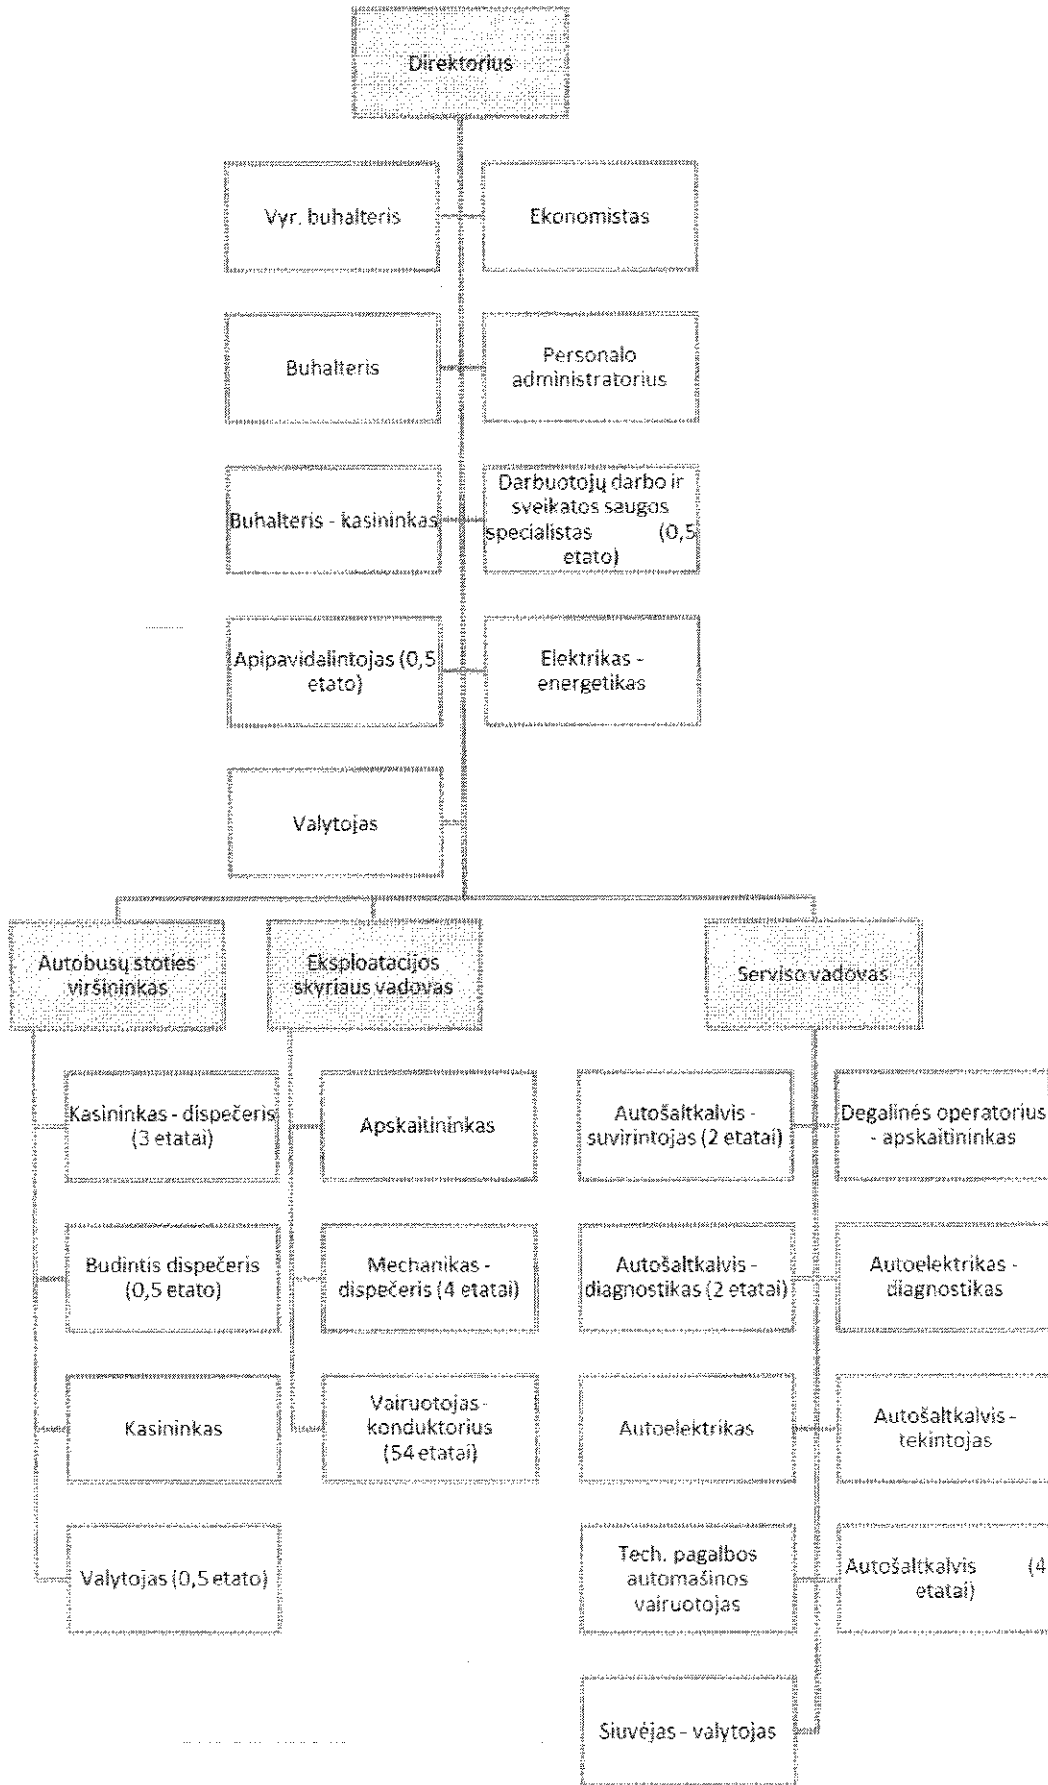 Direktorius
Vyr. buhalteris
Ekonomistas
Buhalteris
Personalo
administratorius
Buhalteris - kasininkas
Darbuotojų darbo ir
sveikatos saugos
specialistas (0,5
etato)
Apipavidalintojas (0,5
etato)
Elektrikas -
energetikas
Valytojas
Autobusų stoties
viršininkas
Eksploatacijos
skyriaus vadovas
Serviso vadovas
Kasininkas - dispečeris
(3 etatai)
Budintis dispečeris
(0,5 etato)
Kasininkas
Valytojas (0,5 etato)
Apskaitininkas
Mechanikas -
dispečeris (4 etatai)
Vairuotojas -
konduktorius
(54 etatai)
Autošaltkalvis -
suvirintojas (2 etatai)
Degalinės operatorius
- apskaitininkas
Autošaltkalvis -
diagnostikas (2 etatai)
Autoelektrikas -
diagnostikas
Autoelektrikas
Autošaltkalvis -
tekintojas
Tech. pagalbos
automašinos
vairuotojas
Autošaltkalvis (4
etatai)
Siuvėjas - valytojas